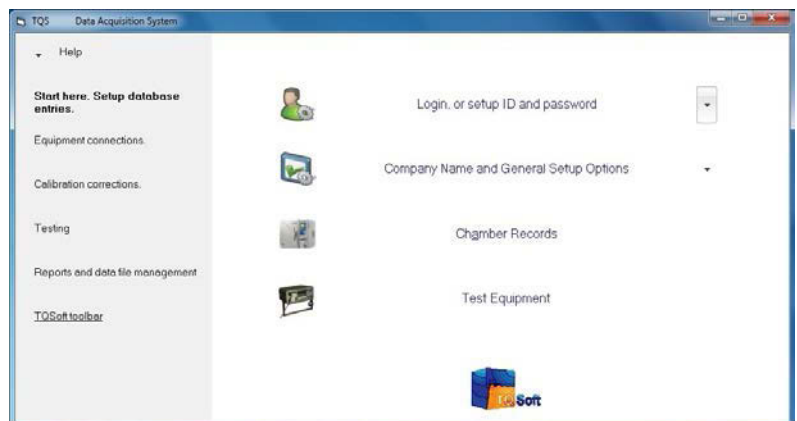 TQS Data Acquisition System
Help
Start here. Setup database
entries.
Equipment connections.
Calibration corrections.
Testing
Reports and data file management
TQSoft toolbar
Login, or setup ID and password
Company Name and General Setup Options
Chamber Records
Test Equipment
TQSoft